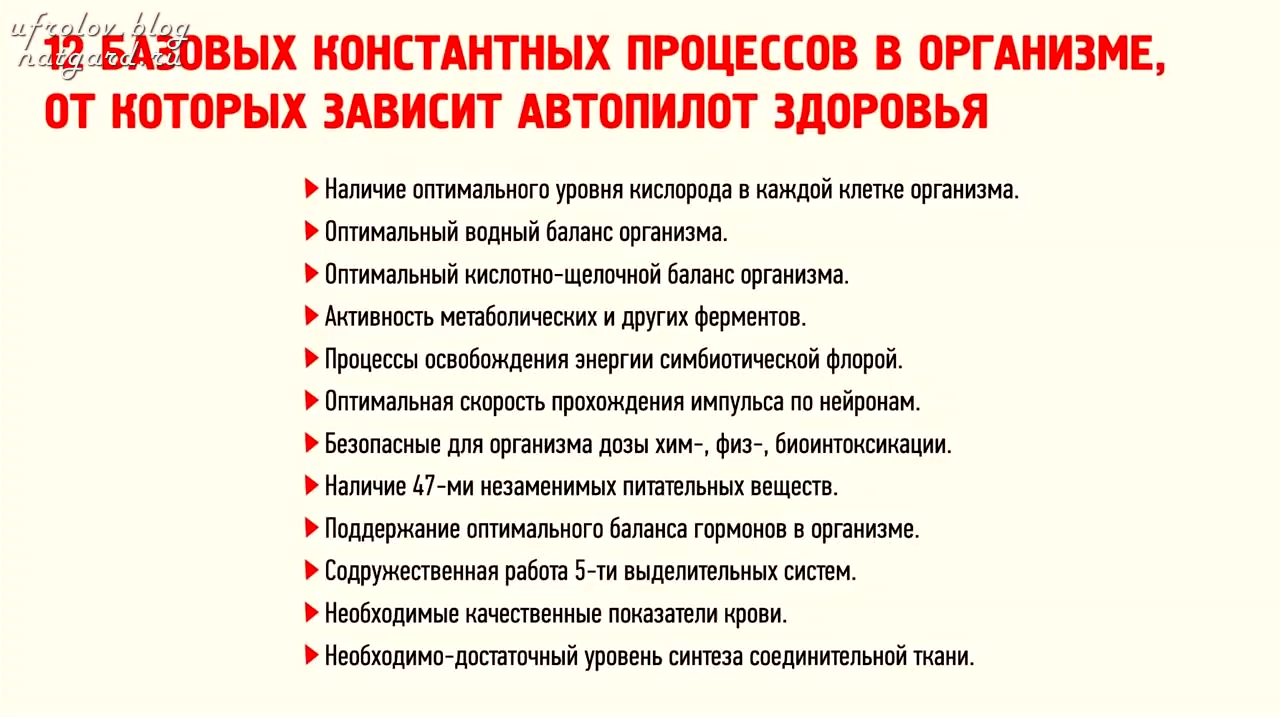 ufrolov.blog
natgard.ru
12 БАЗОВЫХ КОНСТАНТНЫХ ПРОЦЕССОВ В ОРГАНИЗМЕ,
ОТ КОТОРЫХ ЗАВИСИТ АВТОПИЛОТ ЗДОРОВЬЯ
Наличие оптимального уровня кислорода в каждой клетке организма.
Оптимальный водный баланс организма.
Оптимальный кислотно-щелочной баланс организма.
Активность метаболических и других ферментов.
Процессы освобождения энергии симбиотической флорой.
Оптимальная скорость прохождения импульса по нейронам.
Безопасные для организма дозы хим-, физ-, биоинтоксикации.
Наличие 47-ми незаменимых питательных веществ.
Поддержание оптимального баланса гормонов в организме.
Содружественная работа 5-ти выделительных систем.
Необходимые качественные показатели крови.
Необходимо-достаточный уровень синтеза соединительной ткани.